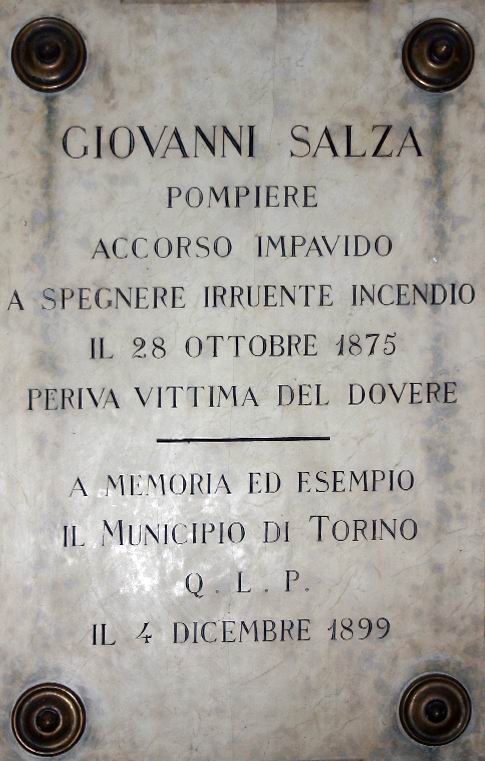 GIOVANNI SALZA
POMPIERE
ACCORSO IMPAVIDO
A SPEGNERE IRRUENTE INCENDIO
IL 28 OTTOBRE 1875
PERIVA VITTIMA DEL DOVERE
A MEMORIA ED ESEMPIO
IL MUNICIPIO DI TORINO
Q. L. P.
IL 4 DICEMBRE 1899